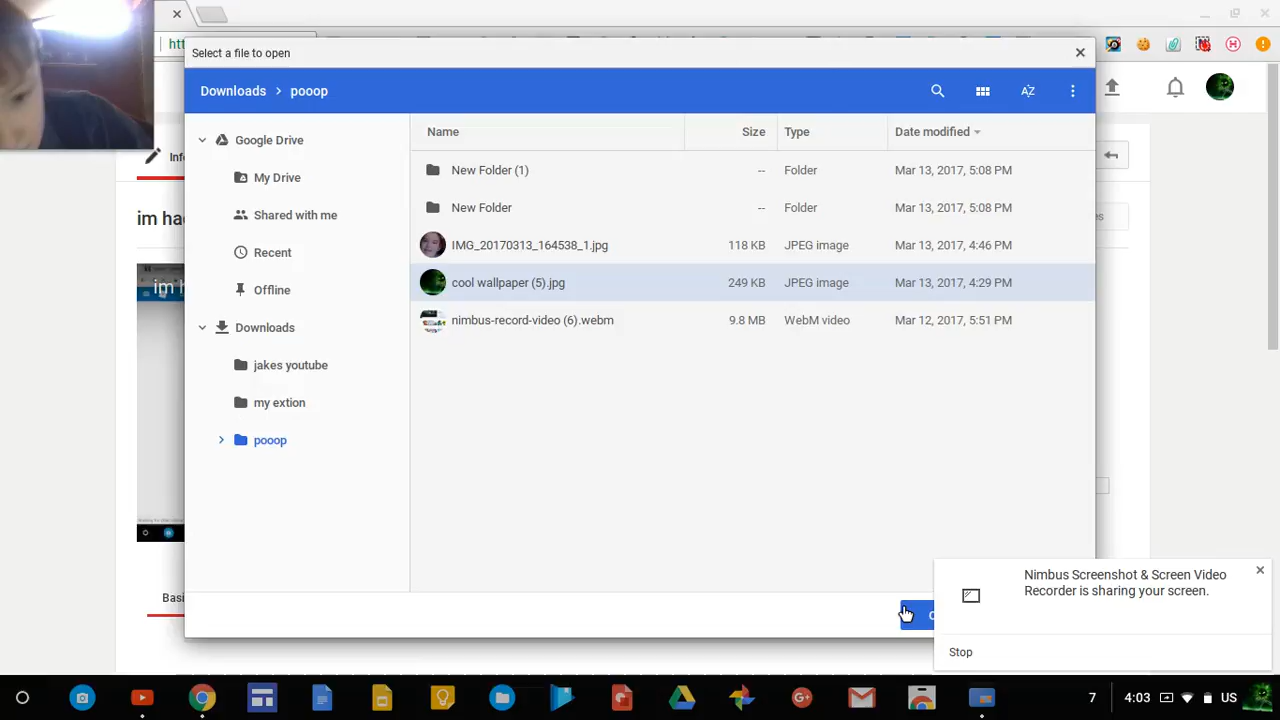 htt
Select a file to open
Downloads > pooop
Name Size Type Date modified
Google Drive
My Drive
Shared with me
Recent
Offline
Downloads
jakes youtube
my extion
pooop
New Folder (1) -- Folder Mar 13, 2017, 5:08 PM
New Folder -- Folder Mar 13, 2017, 5:08 PM
IMG_20170313_164538_1.jpg 118 KB JPEG image Mar 13, 2017, 4:46 PM
cool wallpaper (5).jpg 249 KB JPEG image Mar 13, 2017, 4:29 PM
nimbus-record-video (6).webm 9.8 MB WebM video Mar 12, 2017, 5:51 PM
im ha
im h
Basi
Nimbus Screenshot & Screen Video
Recorder is sharing your screen.
Stop
7 4:03 US